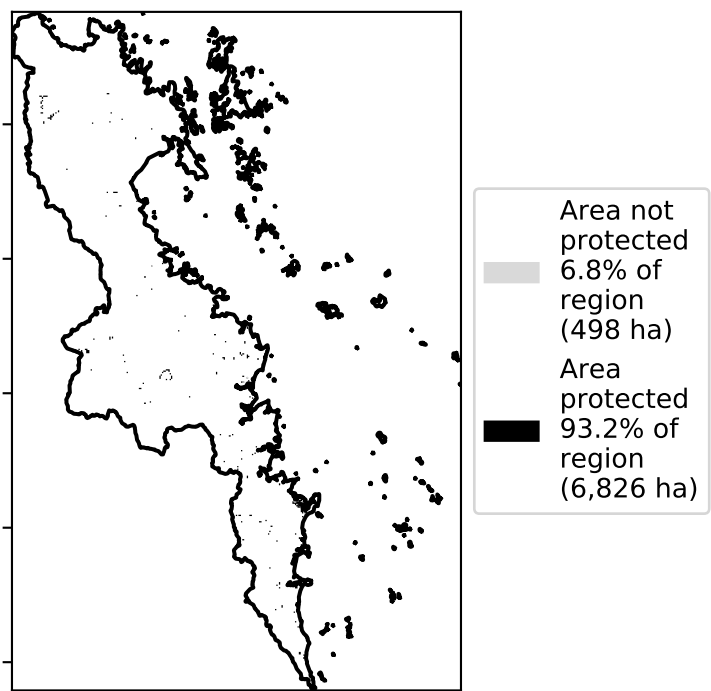 Area not
protected
6.8% of
region
(498 ha)
Area
protected
93.2% of
region
(6,826 ha)